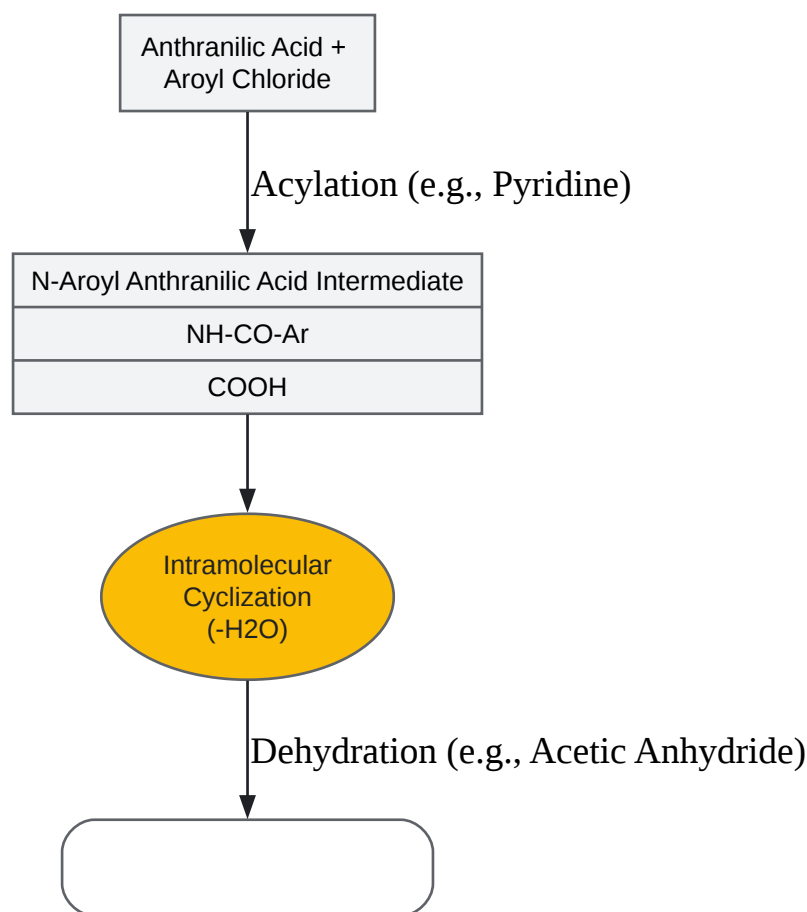 Anthranilic Acid +
Aroyl Chloride
Acylation (e.g., Pyridine)
N-Aroyl Anthranilic Acid Intermediate
NH-CO-Ar
COOH
Intramolecular
Cyclization
(-H2O)
Dehydration (e.g., Acetic Anhydride)